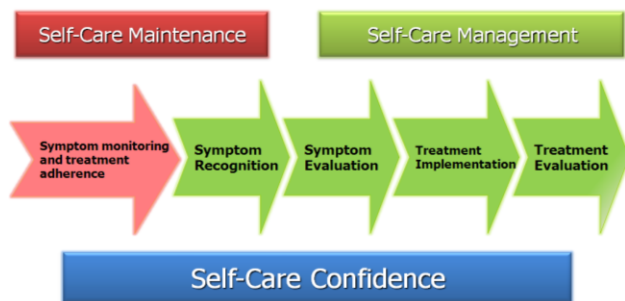 Self-Care Maintenance
Self-Care Management
Symptom monitoring
and treatment
adherence
Symptom
Recognition
Symptom
Evaluation
Treatment
Implementation
Treatment
Evaluation
Self-Care Confidence